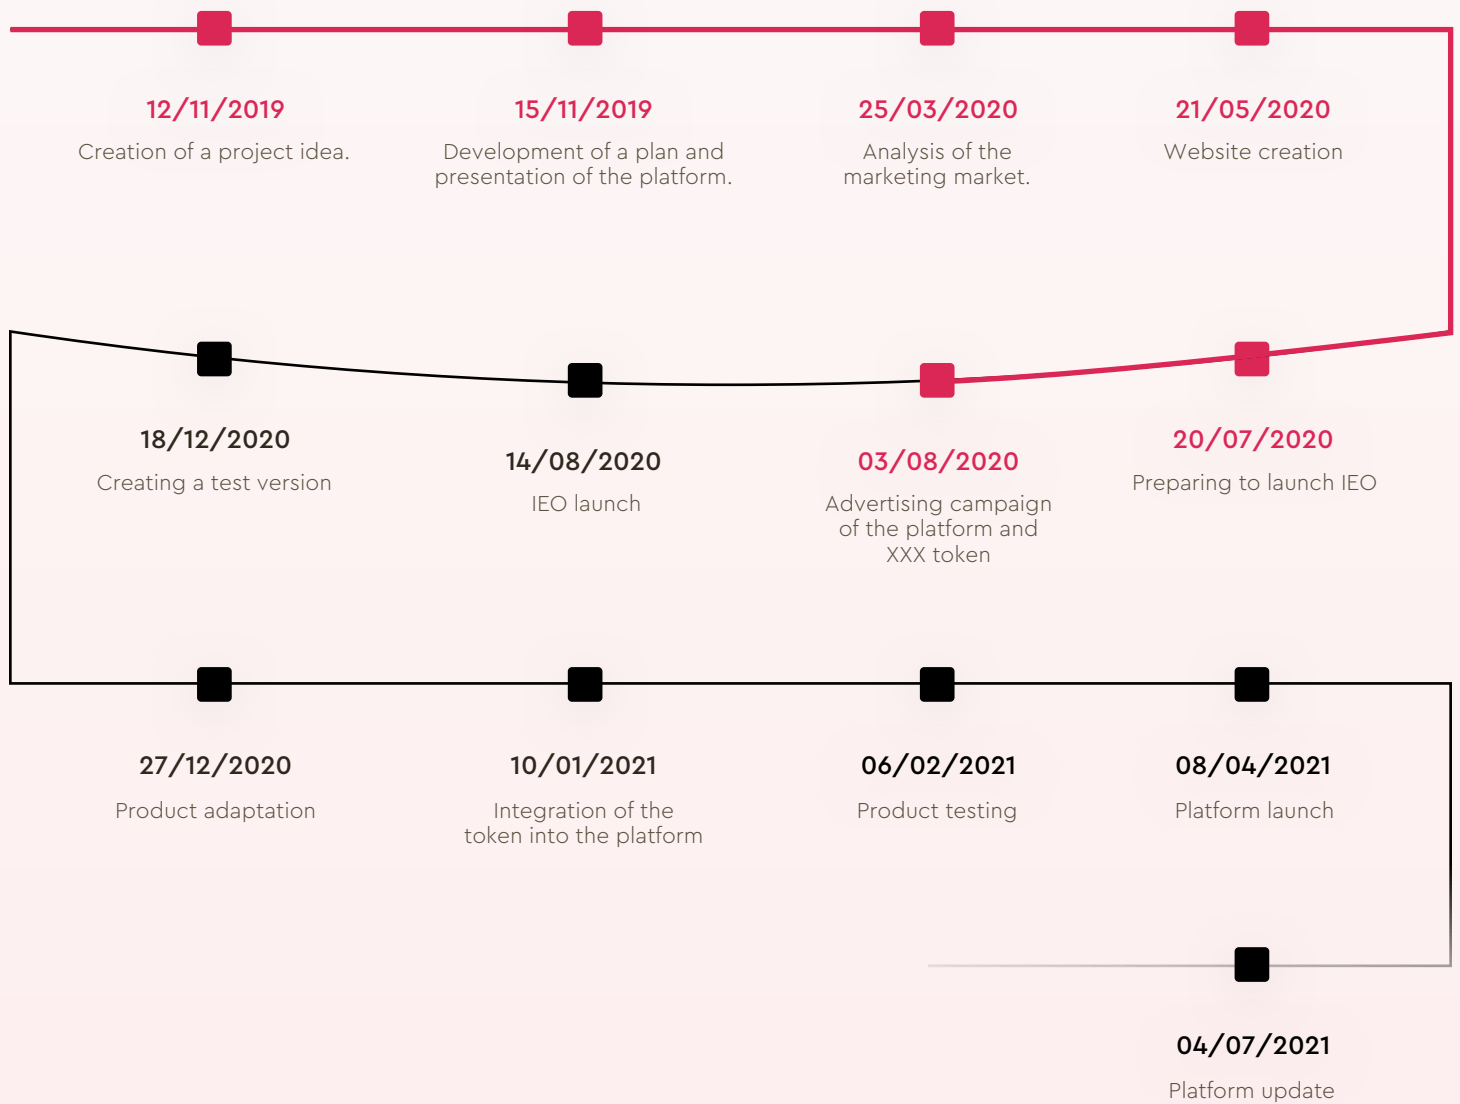 12/11/2019
Creation of a project idea.
15/11/2019
Development of a plan and
presentation of the platform.
25/03/2020
Analysis of the
marketing market.
21/05/2020
Website creation
18/12/2020
Creating a test version
14/08/2020
IEO launch
03/08/2020
Advertising campaign
of the platform and
XXX token
20/07/2020
Preparing to launch IEO
27/12/2020
Product adaptation
10/01/2021
Integration of the
token into the platform
06/02/2021
Product testing
08/04/2021
Platform launch
04/07/2021
Platform update